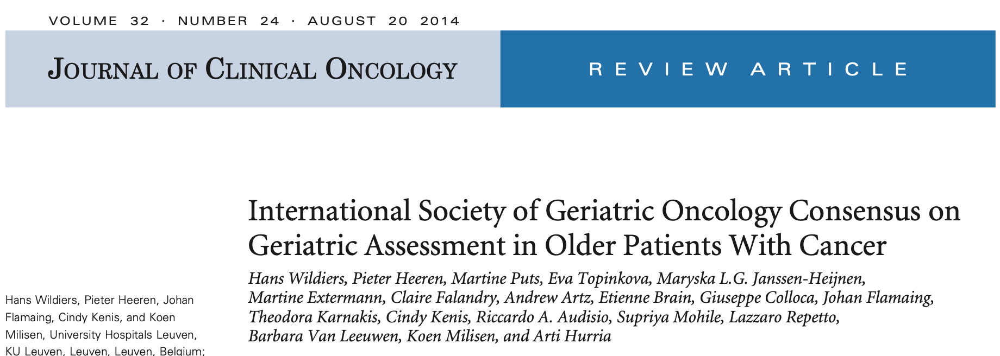 VOLUME 32 · NUMBER 24 · AUGUST 20 2014
JOURNAL OF CLINICAL ONCOLOGY
REVIEW ARTICLE
International Society of Geriatric Oncology Consensus on
Geriatric Assessment in Older Patients With Cancer
Hans Wildiers, Pieter Heeren, Martine Puts, Eva Topinkova, Maryska L.G. Janssen-Heijnen,
Martine Extermann, Claire Falandry, Andrew Artz, Etienne Brain, Giuseppe Colloca, Johan Flamaing,
Theodora Karnakis, Cindy Kenis, Riccardo A. Audisio, Supriya Mohile, Lazzaro Repetto,
Barbara Van Leeuwen, Koen Milisen, and Arti Hurria
Hans Wildiers, Pieter Heeren, Johan
Flamaing, Cindy Kenis, and Koen
Milisen, University Hospitals Leuven,
KU Leuven, Leuven, Leuven, Belgium;